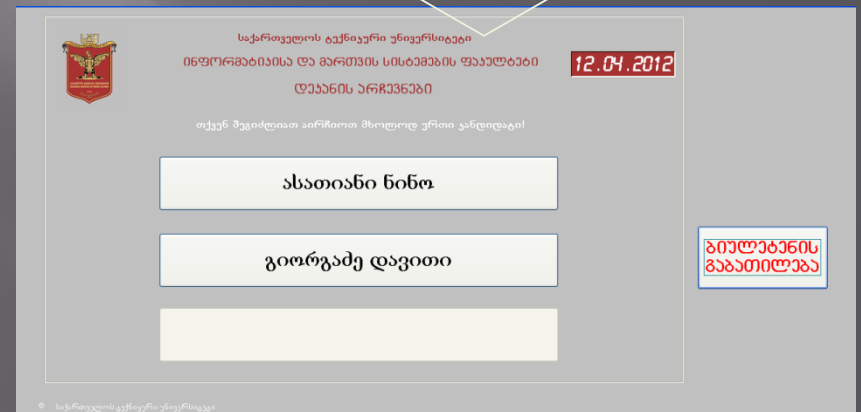 საქართველოს ტექნიკური უნივერსიტეტი
ინფორმატიკისა და მართვის სისტემების ფაკულტეტი
12.04.2012
დეკანის არჩევნები
თქვენ შეგიძლიათ აირჩიოთ მხოლოდ ერთი კანდიდატი!
ასათიანი ნინო
გიორგაძე დავითი
ბიულეტენის
გაბათილება
© საქართველოს ტექნიკური უნივერსიტეტი